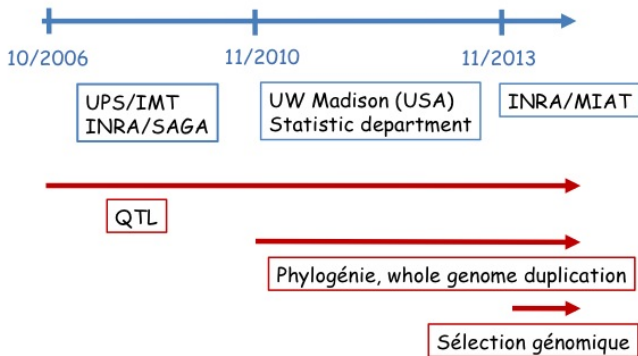 10/2006 11/2010 11/2013
UPS/IMT
INRA/SAGA
UW Madison (USA)
Statistic department
INRA/MIAT
QTL
Phylogénie, whole genome duplication
Sélection génomique